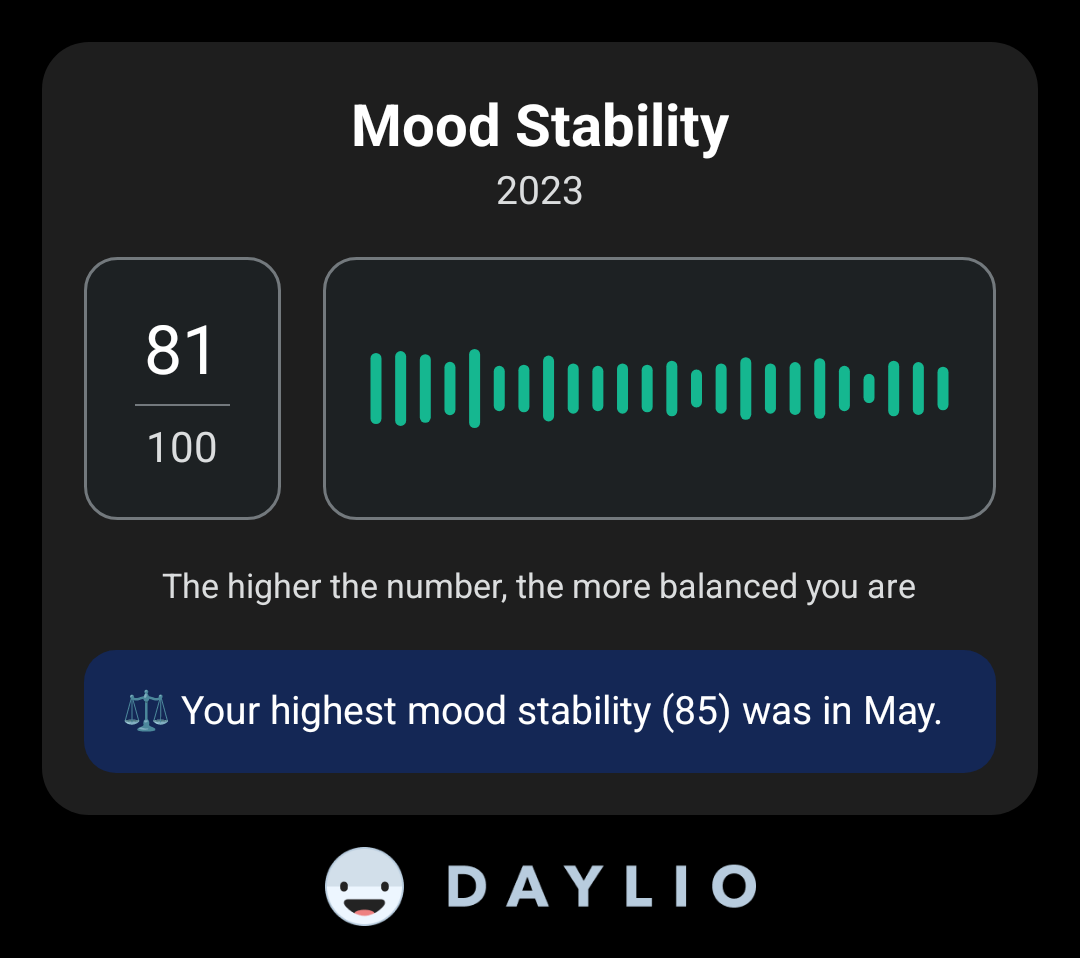 Mood Stability
2023
81
100
The higher the number, the more balanced you are
⚖️ Your highest mood stability (85) was in May.
DAYLIO